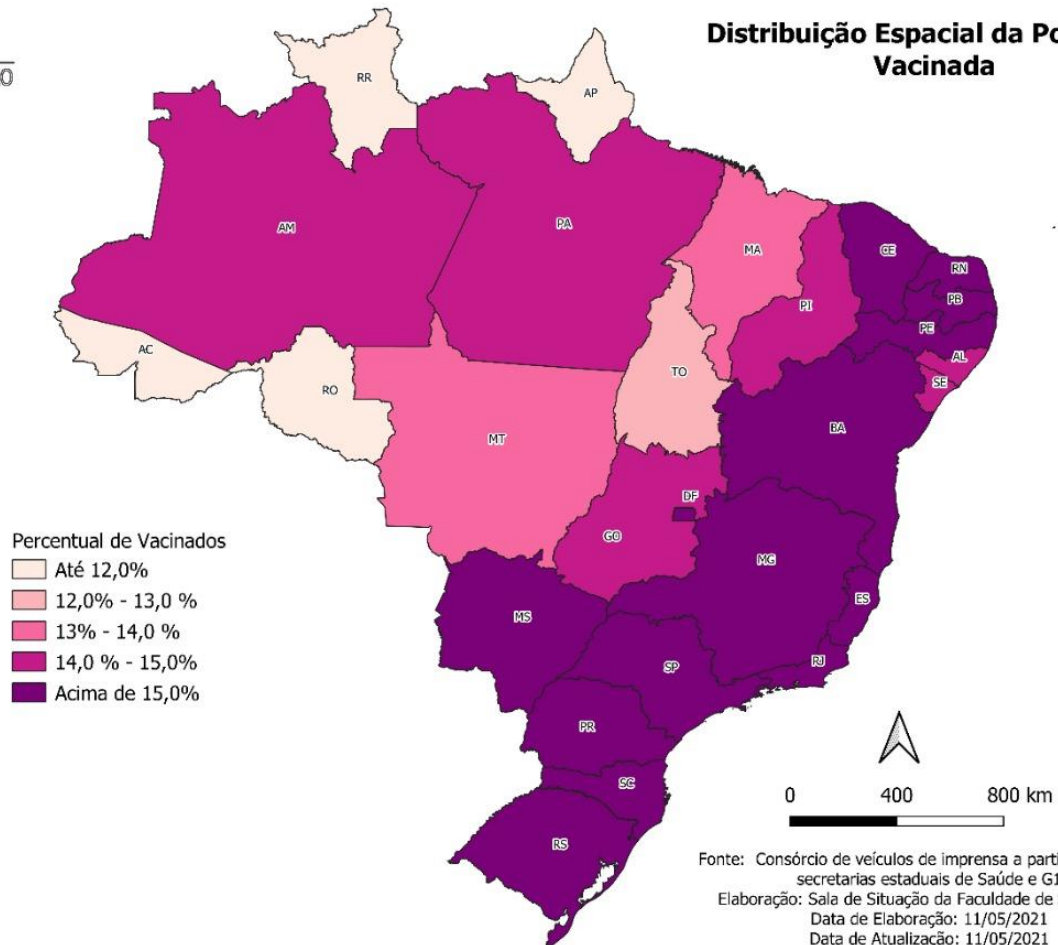 Distribuição Espacial da Po
Vacinada
0
RR
AP
AM
PA
MA
CE
RN
PB
PE
PI
AL
SE
AC
RO
TO
BA
MT
DF
GO
MG
ES
MS
RJ
SP
PR
SC
RS
Percentual de Vacinados
Até 12,0%
12,0% - 13,0 %
13% - 14,0 %
14,0 % - 15,0%
Acima de 15,0%
0 400 800 km
Fonte: Consórcio de veículos de imprensa a parti
secretarias estaduais de Saúde e G1
Elaboração: Sala de Situação da Faculdade de
Data de Elaboração: 11/05/2021
Data de Atualização: 11/05/2021